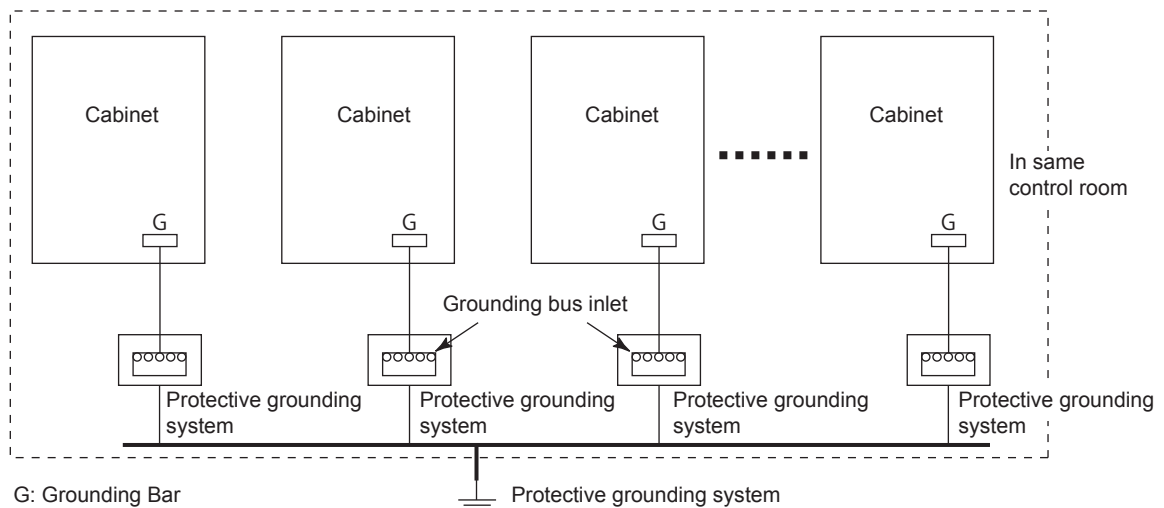 Cabinet
Cabinet
Cabinet
Cabinet
In same
control room
G
G
G
G
Grounding bus inlet
Protective grounding
system
Protective grounding
system
Protective grounding
system
Protective grounding
system
G: Grounding Bar
Protective grounding system